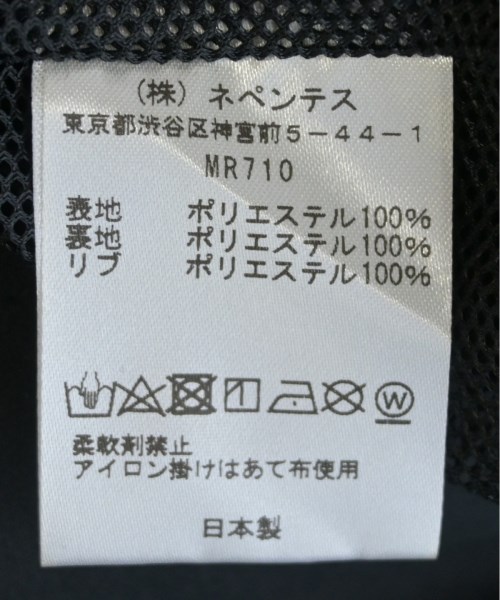 （株）ネペンテス
東京都渋谷区神宮前５－４４－１
MR710
表地 ポリエステル100%
裏地 ポリエステル100%
リブ ポリエステル100%
W
柔軟剤禁止
アイロン掛けはあて布使用
日本製